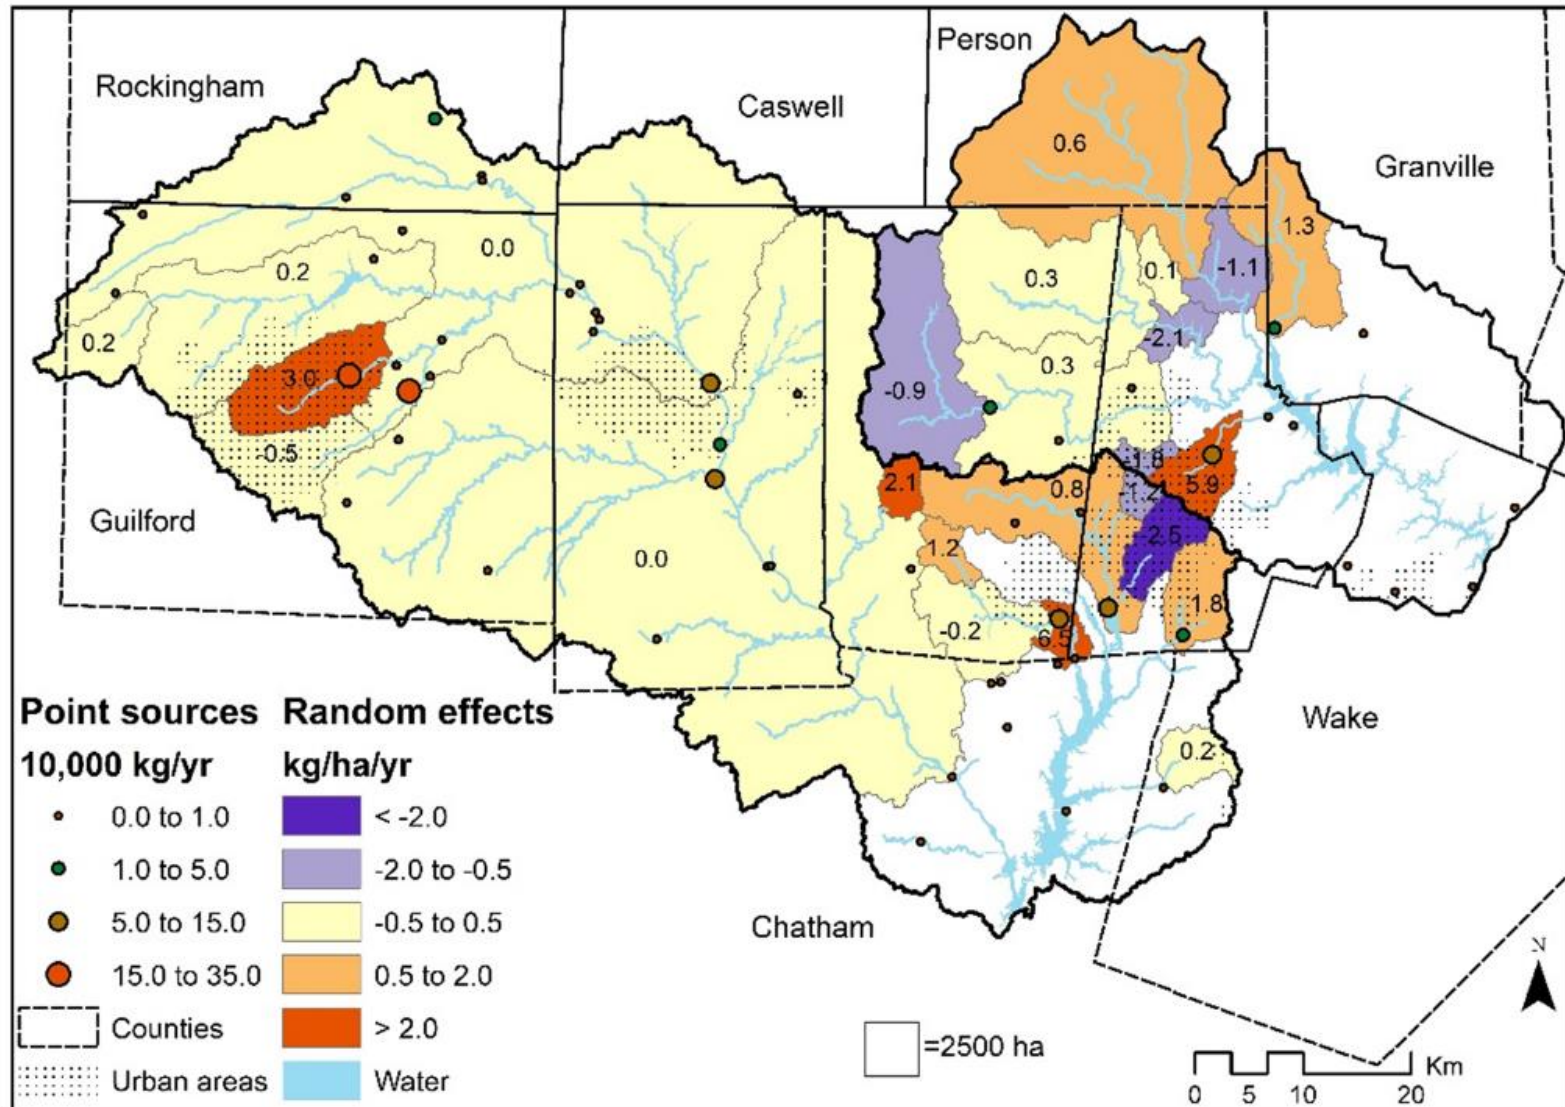 Person
Rockingham
Caswell
0.6
Granville
1.3
0.0
0.2
0.3
0.1
-1.1
0.2
-2.1
0.3
3.0
-0.9
-0.5
-1.8
2.1
0.8
-1.2
5.9
Guilford
-2.5
0.0
1.2
1.8
-0.2
6.5
Wake
0.2
Chatham
Point sources Random effects
10,000 kg/yr kg/ha/yr
0.0 to 1.0 < -2.0
1.0 to 5.0 -2.0 to -0.5
5.0 to 15.0 -0.5 to 0.5
15.0 to 35.0 0.5 to 2.0
Counties > 2.0
Urban areas Water
=2500 ha
N
Km
0 5 10 20